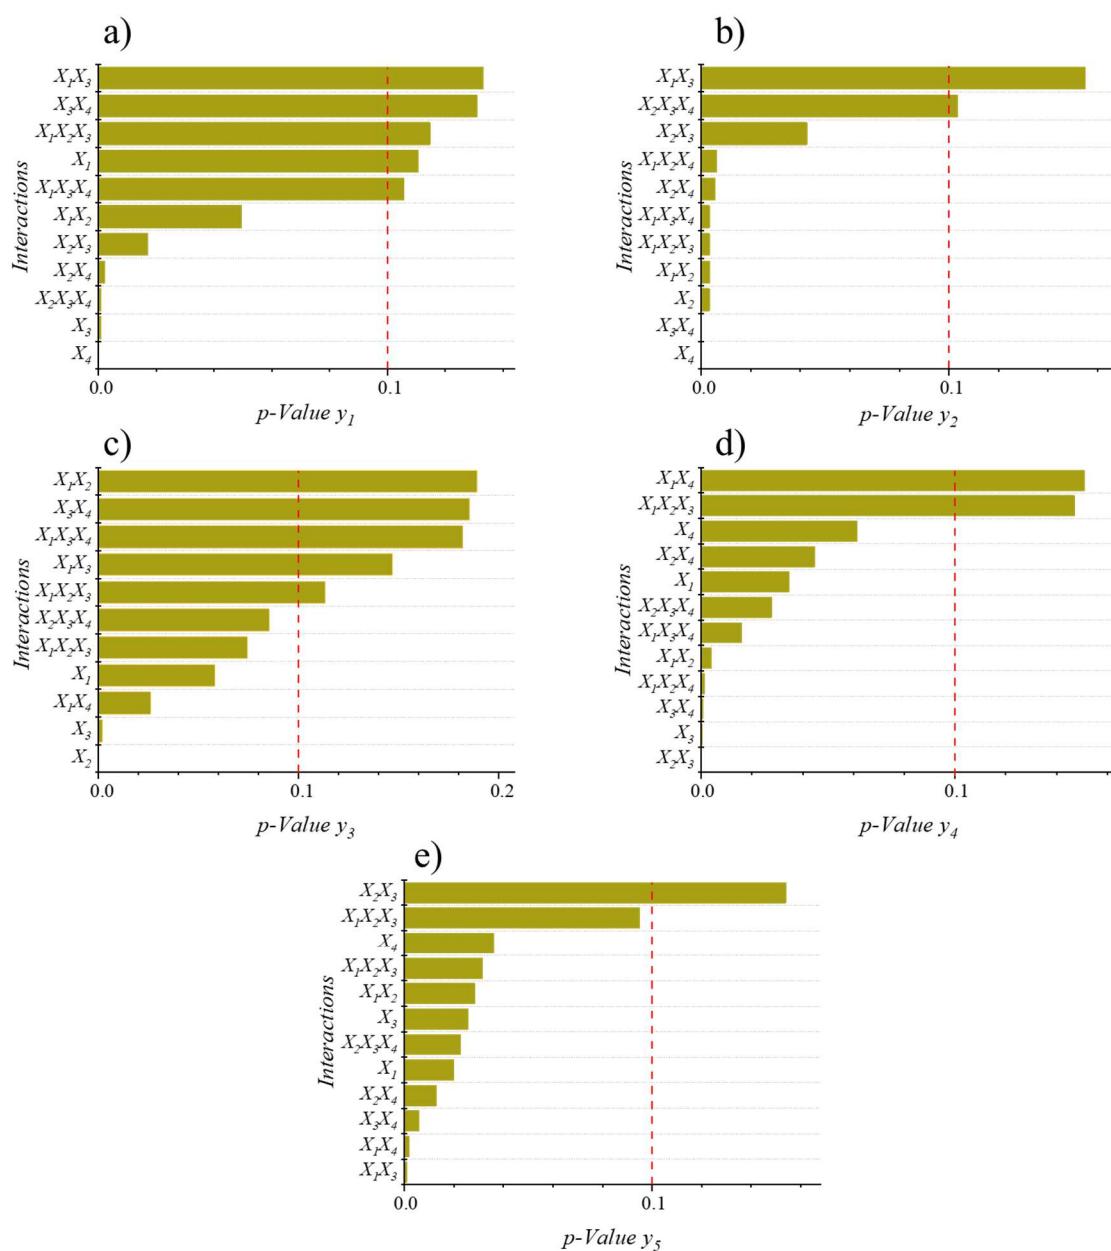 a)
X₁X₃
X₃X₄
X₁X₂X₃
X₁
X₁X₃X₄
X₁X₂
X₂X₃
X₂X₄
X₂X₃X₄
X₃
X₄
Interactions
0.0 0.1
p-Value y₁
b)
X₁X₃
X₂X₃X₄
X₂X₃
X₁X₂X₄
X₂X₄
X₁X₃X₄
X₁X₂X₃
X₁X₂
X₂
X₃X₄
X₄
Interactions
0.0 0.1
p-Value y₂
c)
X₁X₂
X₃X₄
X₁X₃X₄
X₁X₃
X₁X₂X₃
X₂X₃X₄
X₁X₂X₃
X₁
X₁X₄
X₃
X₂
Interactions
0.0 0.1 0.2
p-Value y₃
d)
X₁X₄
X₁X₂X₃
X₄
X₂X₄
X₁
X₂X₃X₄
X₁X₃X₄
X₁X₂
X₁X₂X₄
X₃X₄
X₃
X₂X₃
Interactions
0.0 0.1
p-Value y₄
e)
X₂X₃
X₁X₂X₃
X₄
X₁X₂X₃
X₁X₂
X₃
X₂X₃X₄
X₁
X₂X₄
X₃X₄
X₁X₄
X₁X₃
Interactions
0.0 0.1
p-Value y₅